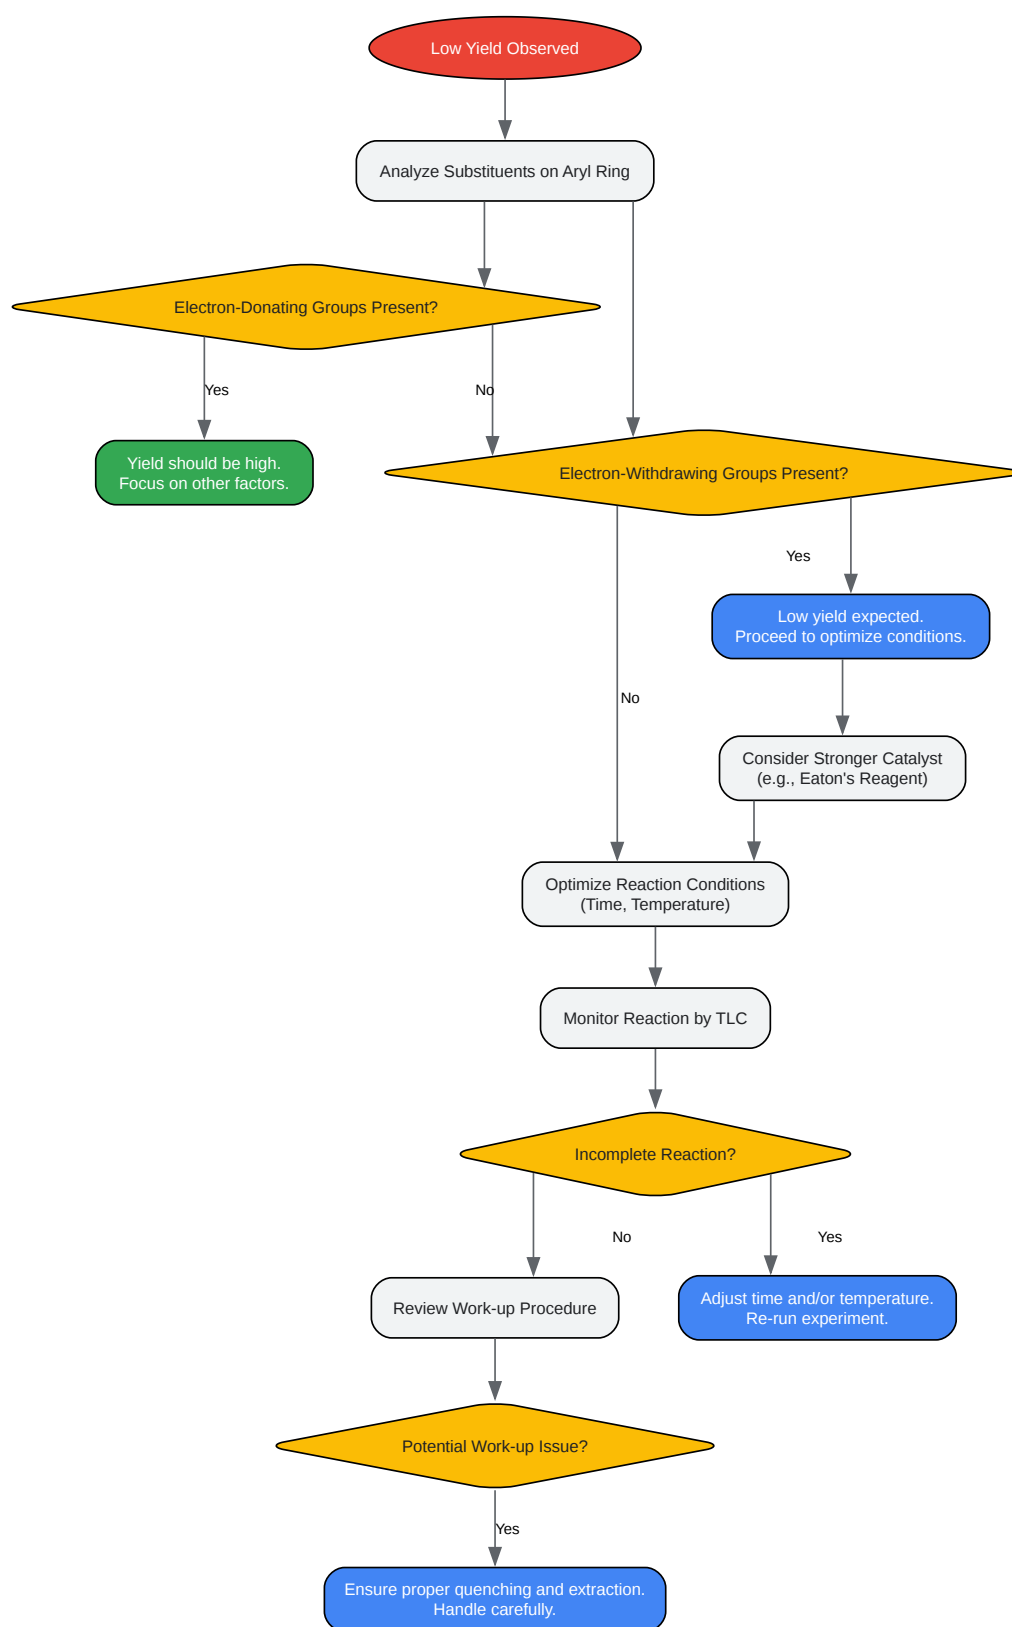 Low Yield Observed
Analyze Substituents on Aryl Ring
Electron-Donating Groups Present?
Yes
No
Yield should be high.
Focus on other factors.
Electron-Withdrawing Groups Present?
Yes
Low yield expected.
Proceed to optimize conditions.
No
Consider Stronger Catalyst
(e.g., Eaton's Reagent)
Optimize Reaction Conditions
(Time, Temperature)
Monitor Reaction by TLC
Incomplete Reaction?
No
Yes
Review Work-up Procedure
Adjust time and/or temperature.
Re-run experiment.
Potential Work-up Issue?
Yes
Ensure proper quenching and extraction.
Handle carefully.